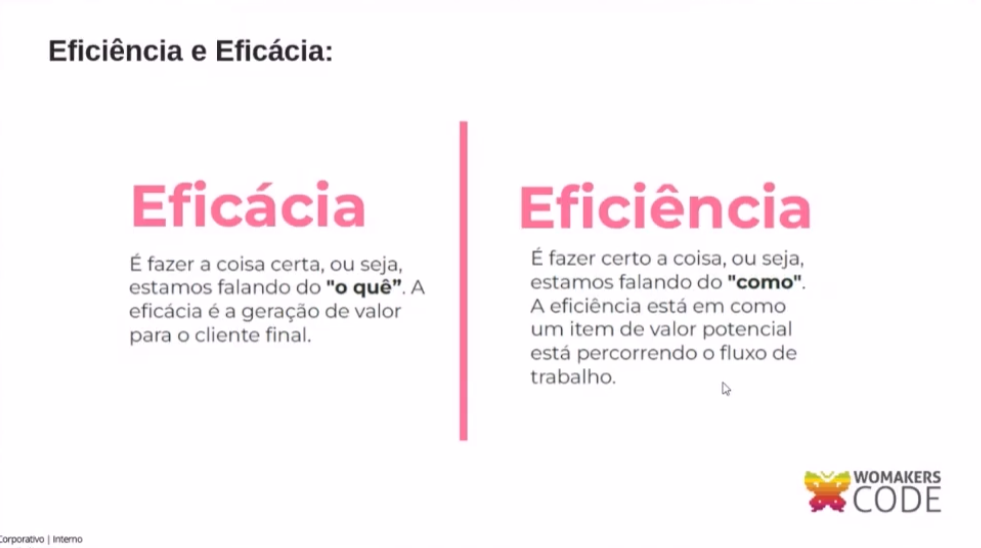 Eficiência e Eficácia:
Eficácia
É fazer a coisa certa, ou seja,
estamos falando do "o quê". A
eficácia é a geração de valor
para o cliente final.
Eficiência
É fazer certo a coisa, ou seja,
estamos falando do "como".
A eficiência está em como
um item de valor potencial
está percorrendo o fluxo de
trabalho.
WOMAKERS
CODE
Corporativo | Interno